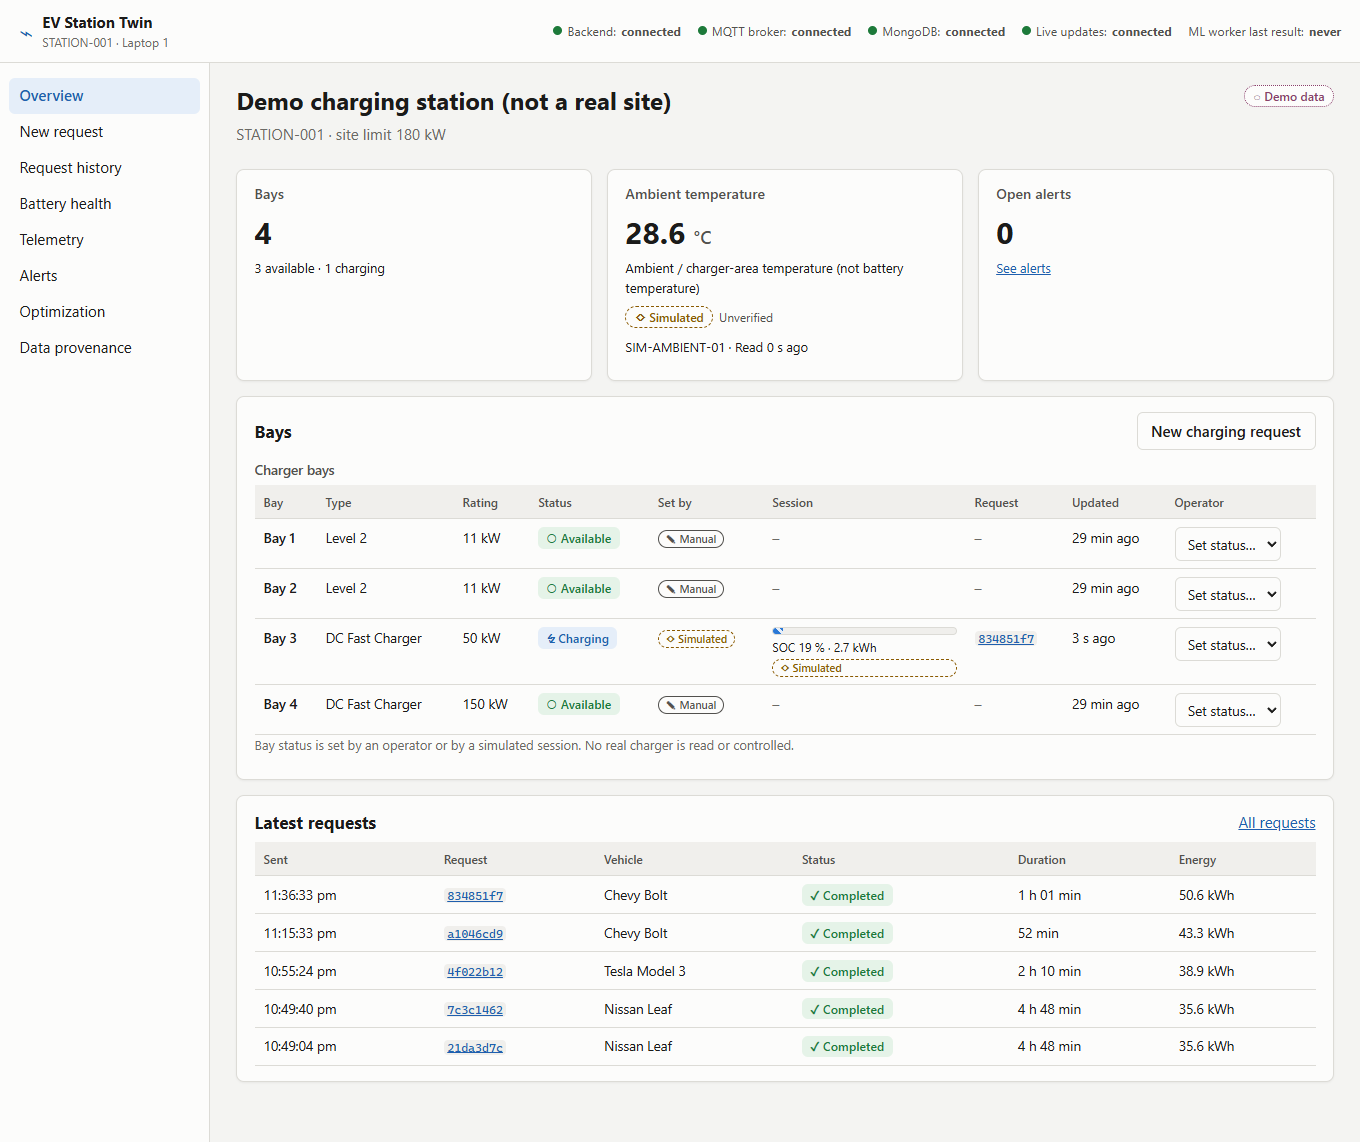 EV Station Twin
STATION-001 · Laptop 1
Backend: connected
MQTT broker: connected
MongoDB: connected
Live updates: connected
ML worker last result: never
Overview
New request
Request history
Battery health
Telemetry
Alerts
Optimization
Data provenance
Demo charging station (not a real site)
Demo data
STATION-001 · site limit 180 kW
Bays
4
3 available · 1 charging
Ambient temperature
28.6 °C
Ambient / charger-area temperature (not battery
temperature)
Simulated Unverified
SIM-AMBIENT-01 · Read 0 s ago
Open alerts
0
See alerts
Bays
New charging request
Charger bays
Bay Type Rating Status Set by Session Request Updated Operator
Bay 1 Level 2 11 kW Available Manual – – 29 min ago Set status...
Bay 2 Level 2 11 kW Available Manual – – 29 min ago Set status...
Bay 3 DC Fast Charger 50 kW Charging Simulated 834851f7 3 s ago Set status...
SOC 19 % · 2.7 kWh
Simulated
Bay 4 DC Fast Charger 150 kW Available Manual – – 29 min ago Set status...
Bay status is set by an operator or by a simulated session. No real charger is read or controlled.
Latest requests
All requests
Sent Request Vehicle Status Duration Energy
11:36:33 pm 834851f7 Chevy Bolt ✓ Completed 1 h 01 min 50.6 kWh
11:15:33 pm a1046cd9 Chevy Bolt ✓ Completed 52 min 43.3 kWh
10:55:24 pm 4f022b12 Tesla Model 3 ✓ Completed 2 h 10 min 38.9 kWh
10:49:40 pm 7c3c1462 Nissan Leaf ✓ Completed 4 h 48 min 35.6 kWh
10:49:04 pm 21da3d7c Nissan Leaf ✓ Completed 4 h 48 min 35.6 kWh